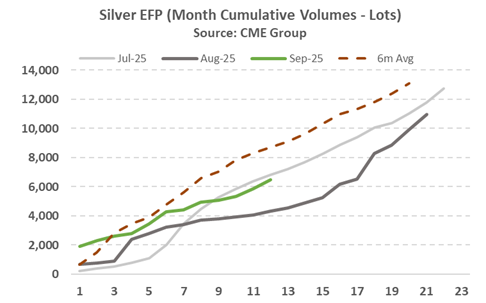 Silver EFP (Month Cumulative Volumes - Lots)
Source: CME Group
Jul-25 Aug-25 Sep-25 6m Avg
14,000
12,000
10,000
8,000
6,000
4,000
2,000
0
1 3 5 7 9 11 13 15 17 19 21 23